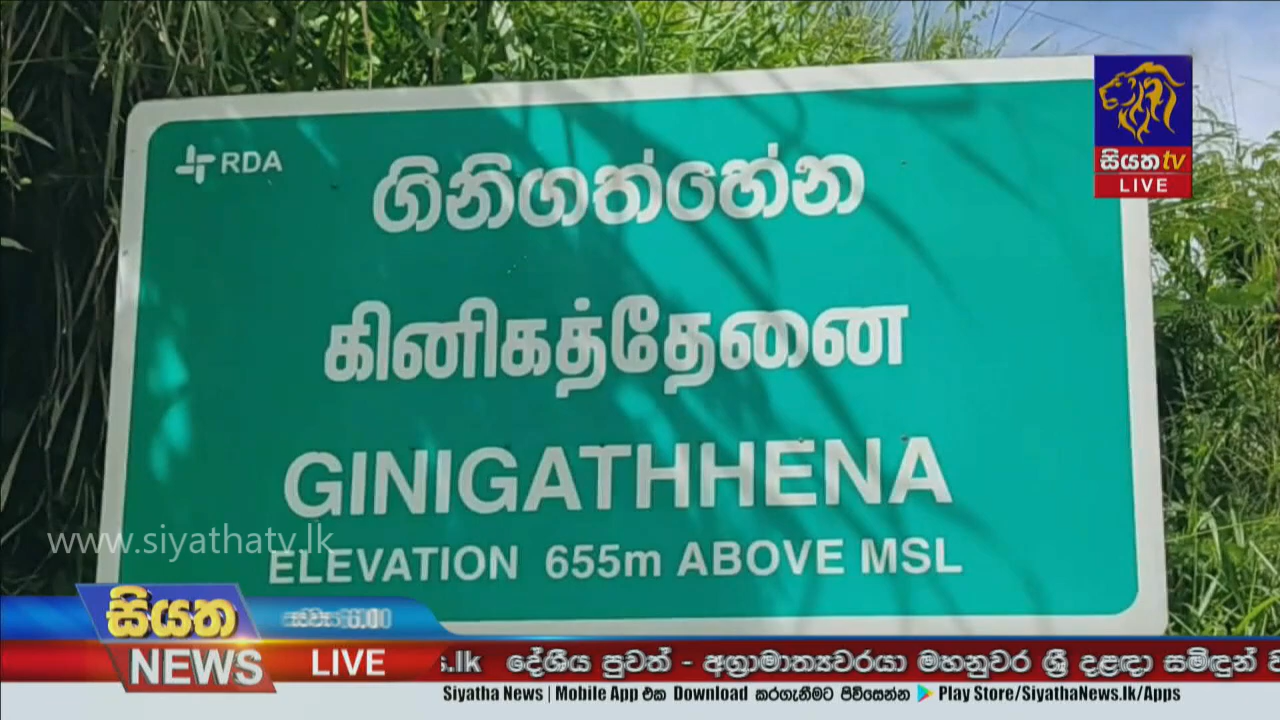 RDA
ගිනිගත්හේන
கினிகத்தேனை
GINIGATHHENA
ELEVATION 655m ABOVE MSL
සියත tv
LIVE
www.siyathatv.lk
සියත
NEWS
LIVE
s.lk දේශීය පුවත් - අග්‍රාමාත්‍යවරයා මහනුවර ශ්‍රී දළඳා සමිඳුන්
Siyatha News | Mobile App එක Download කරගැනීමට පිවිසෙන්න Play Store/SiyathaNews.lk/Apps